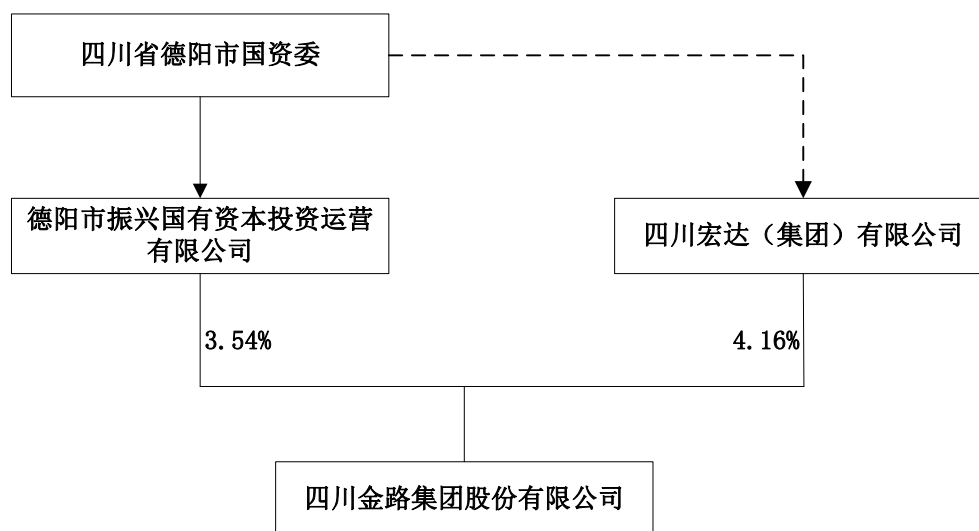 四川省德阳市国资委
德阳市振兴国有资本投资运营
有限公司
四川宏达（集团）有限公司
3.54%
4.16%
四川金路集团股份有限公司